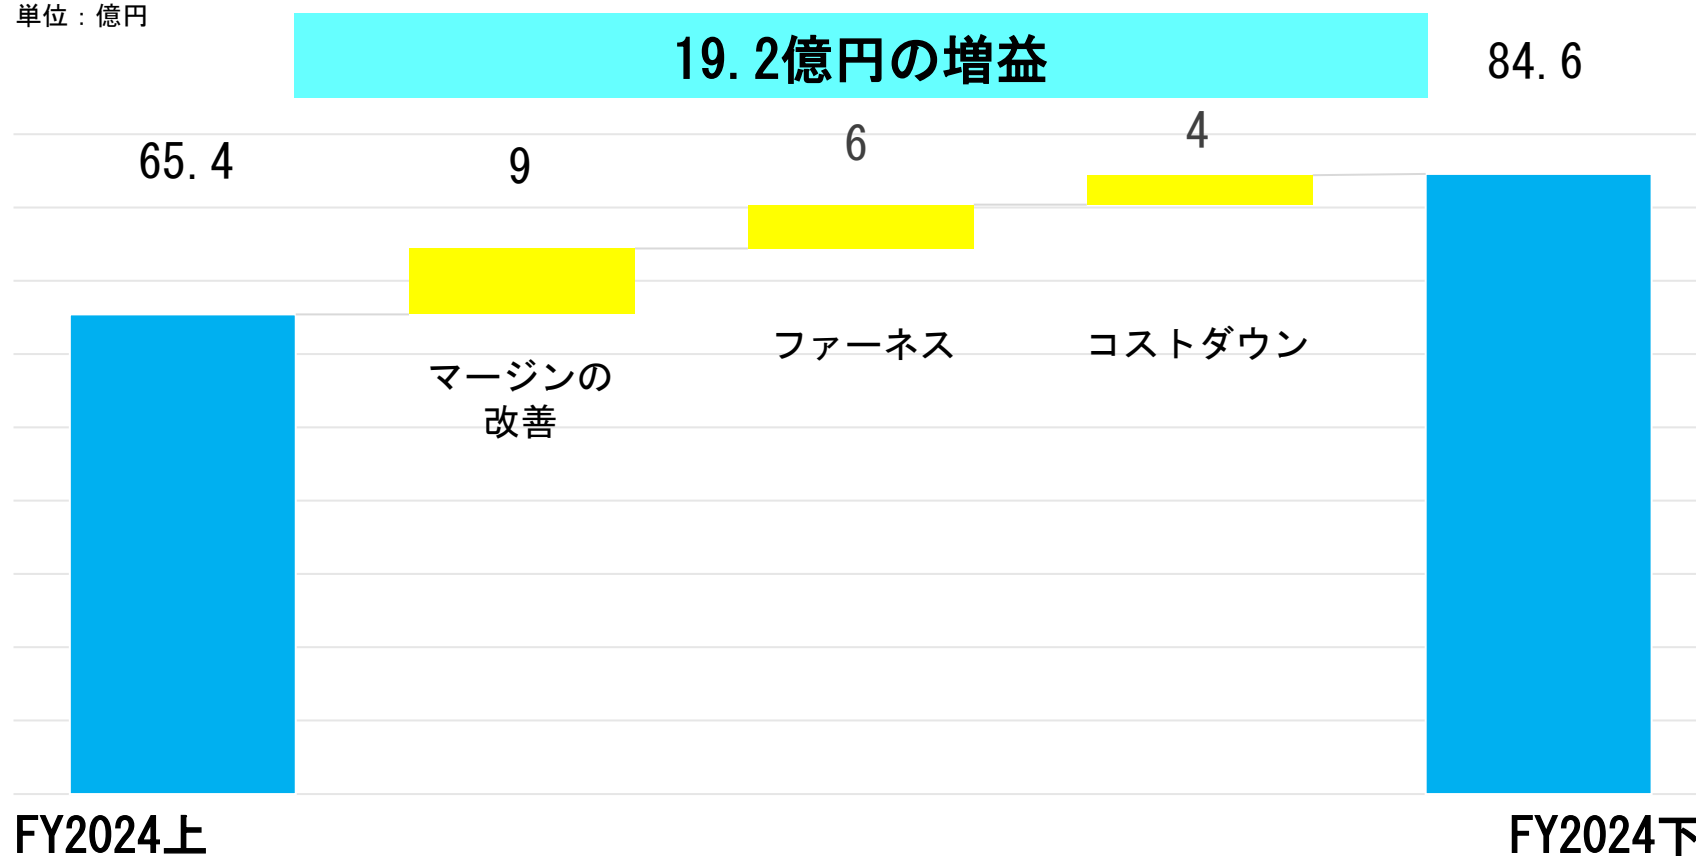 単位：億円
19.2億円の増益
84.6
65.4
9
6
4
マージンの
改善
ファーネス
コストダウン
FY2024上
FY2024下